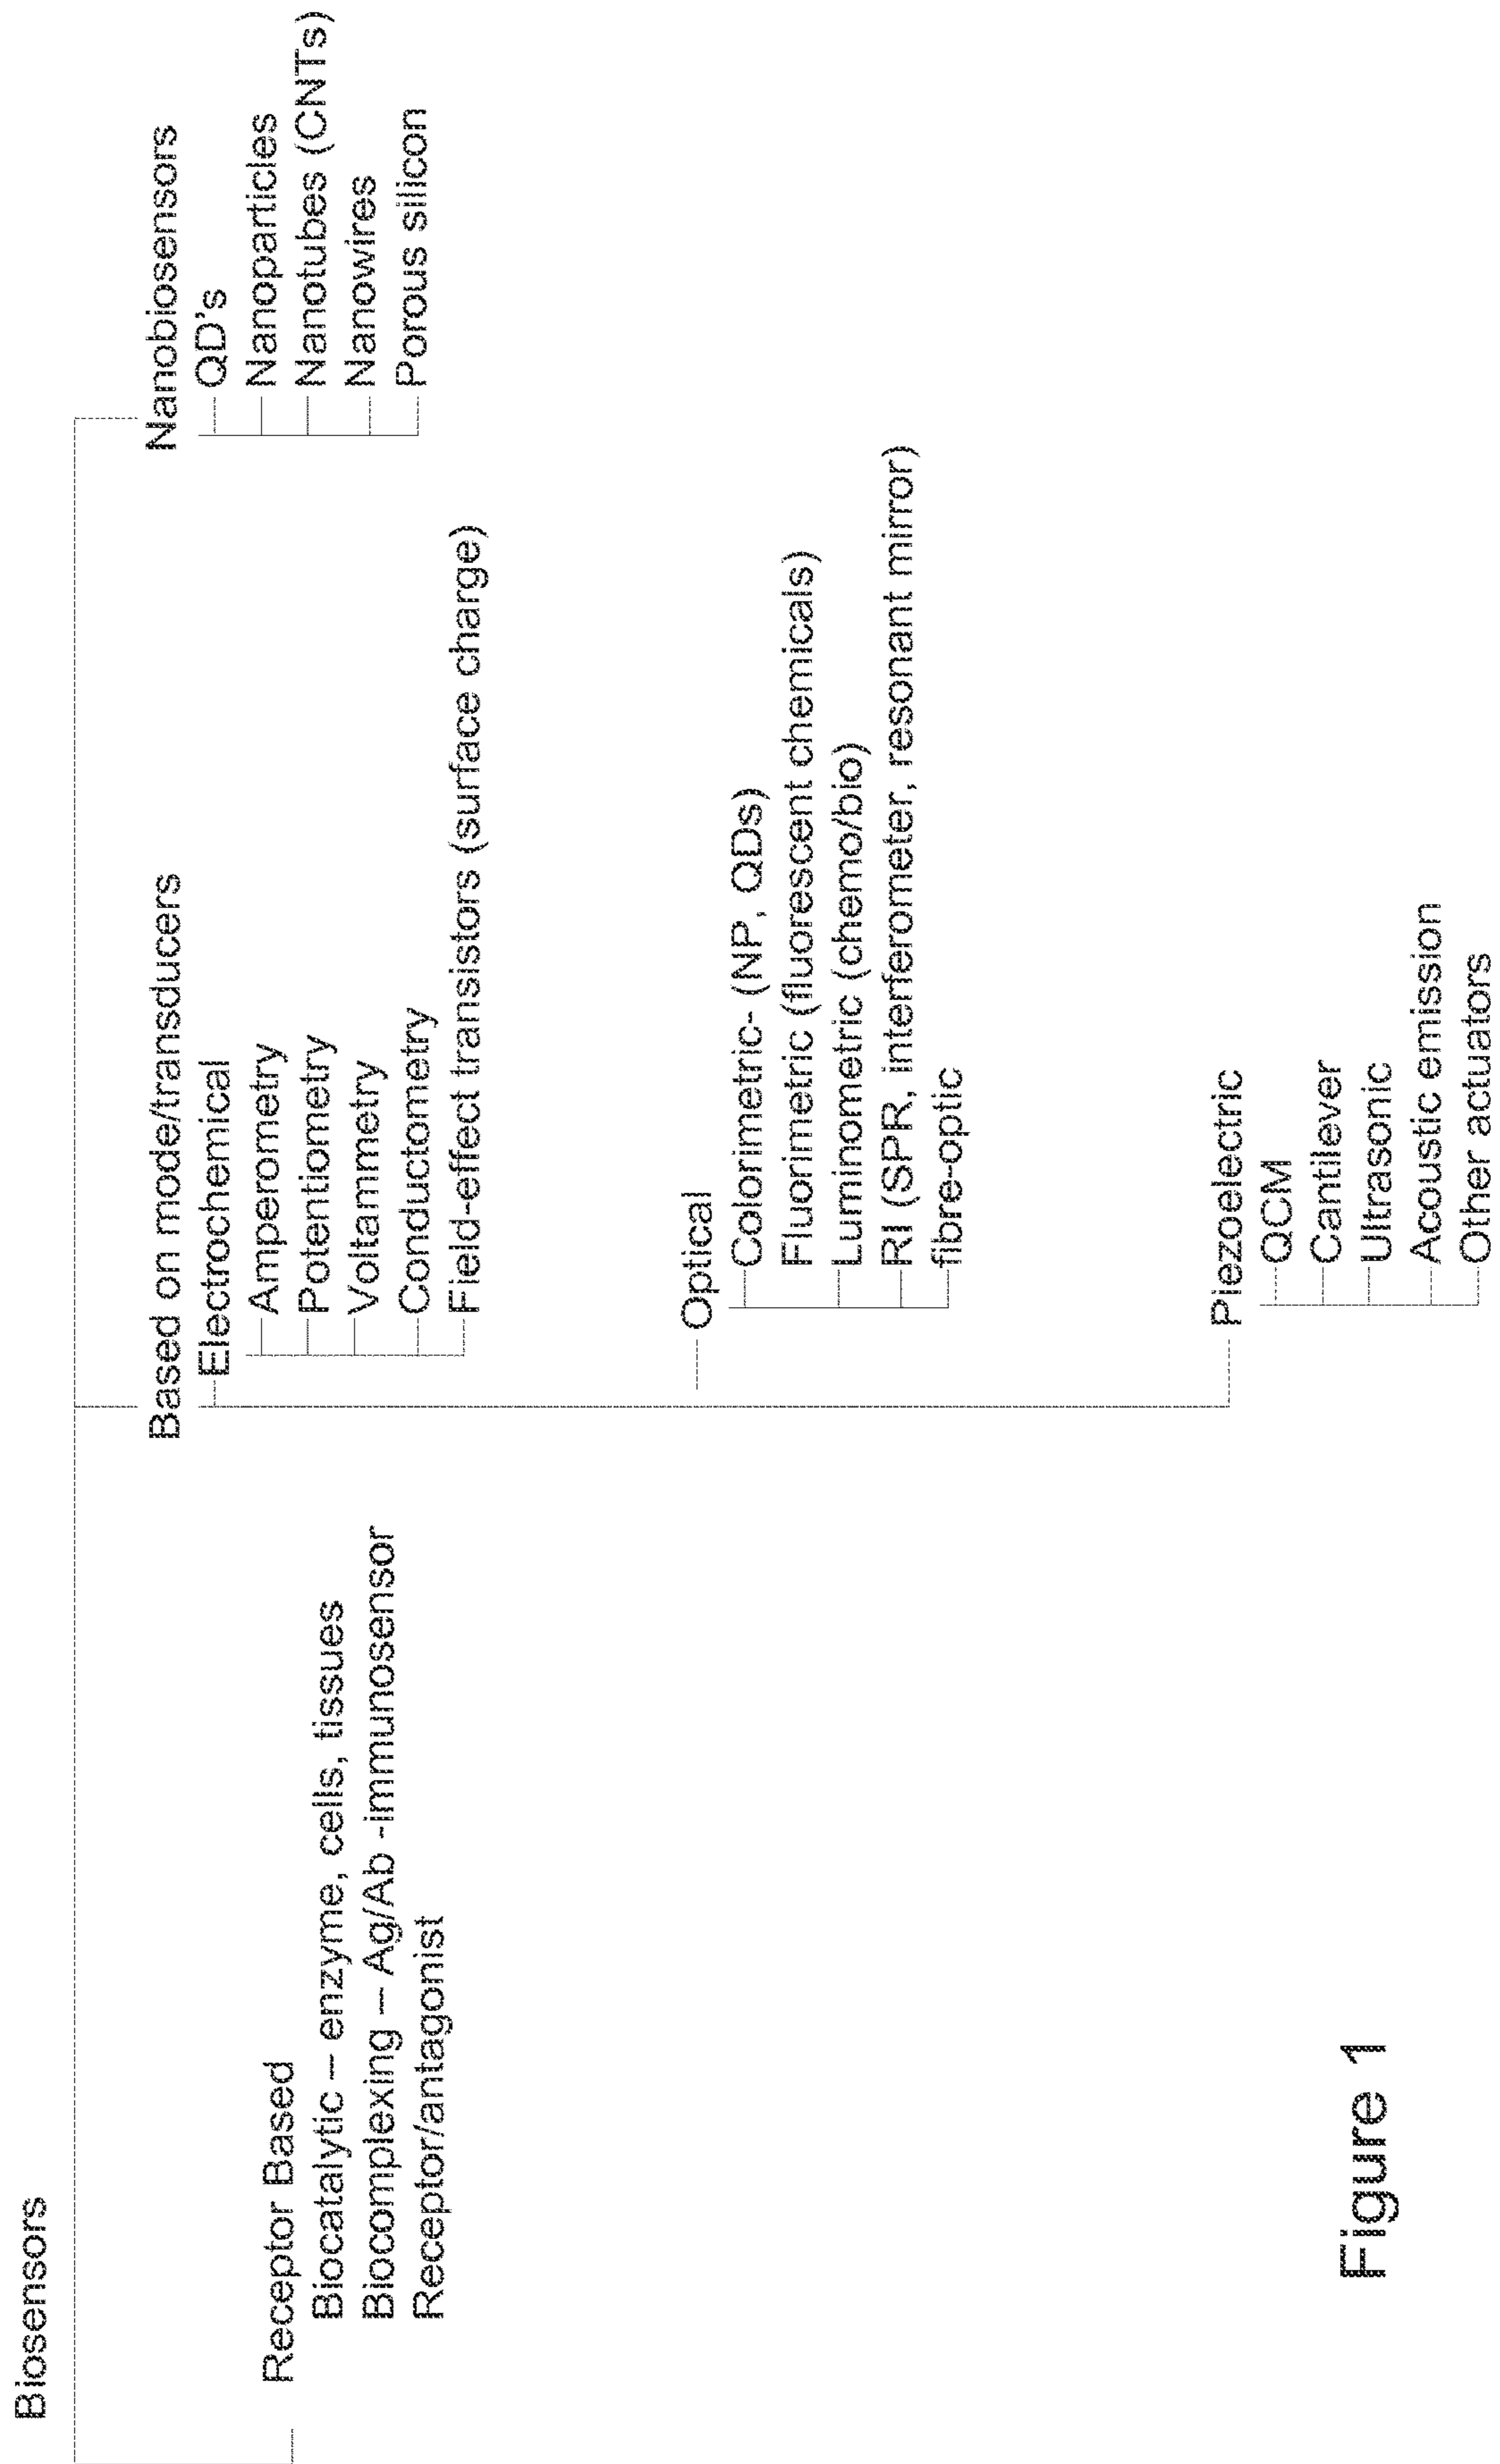 Biosensors
Receptor Based
Biocatalytic – enzyme, cells, tissues
Biocomplexing – Ag/Ab -immunosensor
Receptor/antagonist
Based on mode/transducers
Electrochemical
Amperometry
Potentiometry
Voltammetry
Conductometry
Field-effect transistors (surface charge)
Optical
Colorimetric- (NP, QDs)
Fluorimetric (fluorescent chemicals)
Luminometric (chemo/bio)
RI (SPR, interferometer, resonant mirror)
fibre-optic
Piezoelectric
QCM
Cantilever
Ultrasonic
Acoustic emission
Other actuators
Nanobiosensors
QD's
Nanoparticles
Nanotubes (CNTs)
Nanowires
Porous silicon
Figure 1